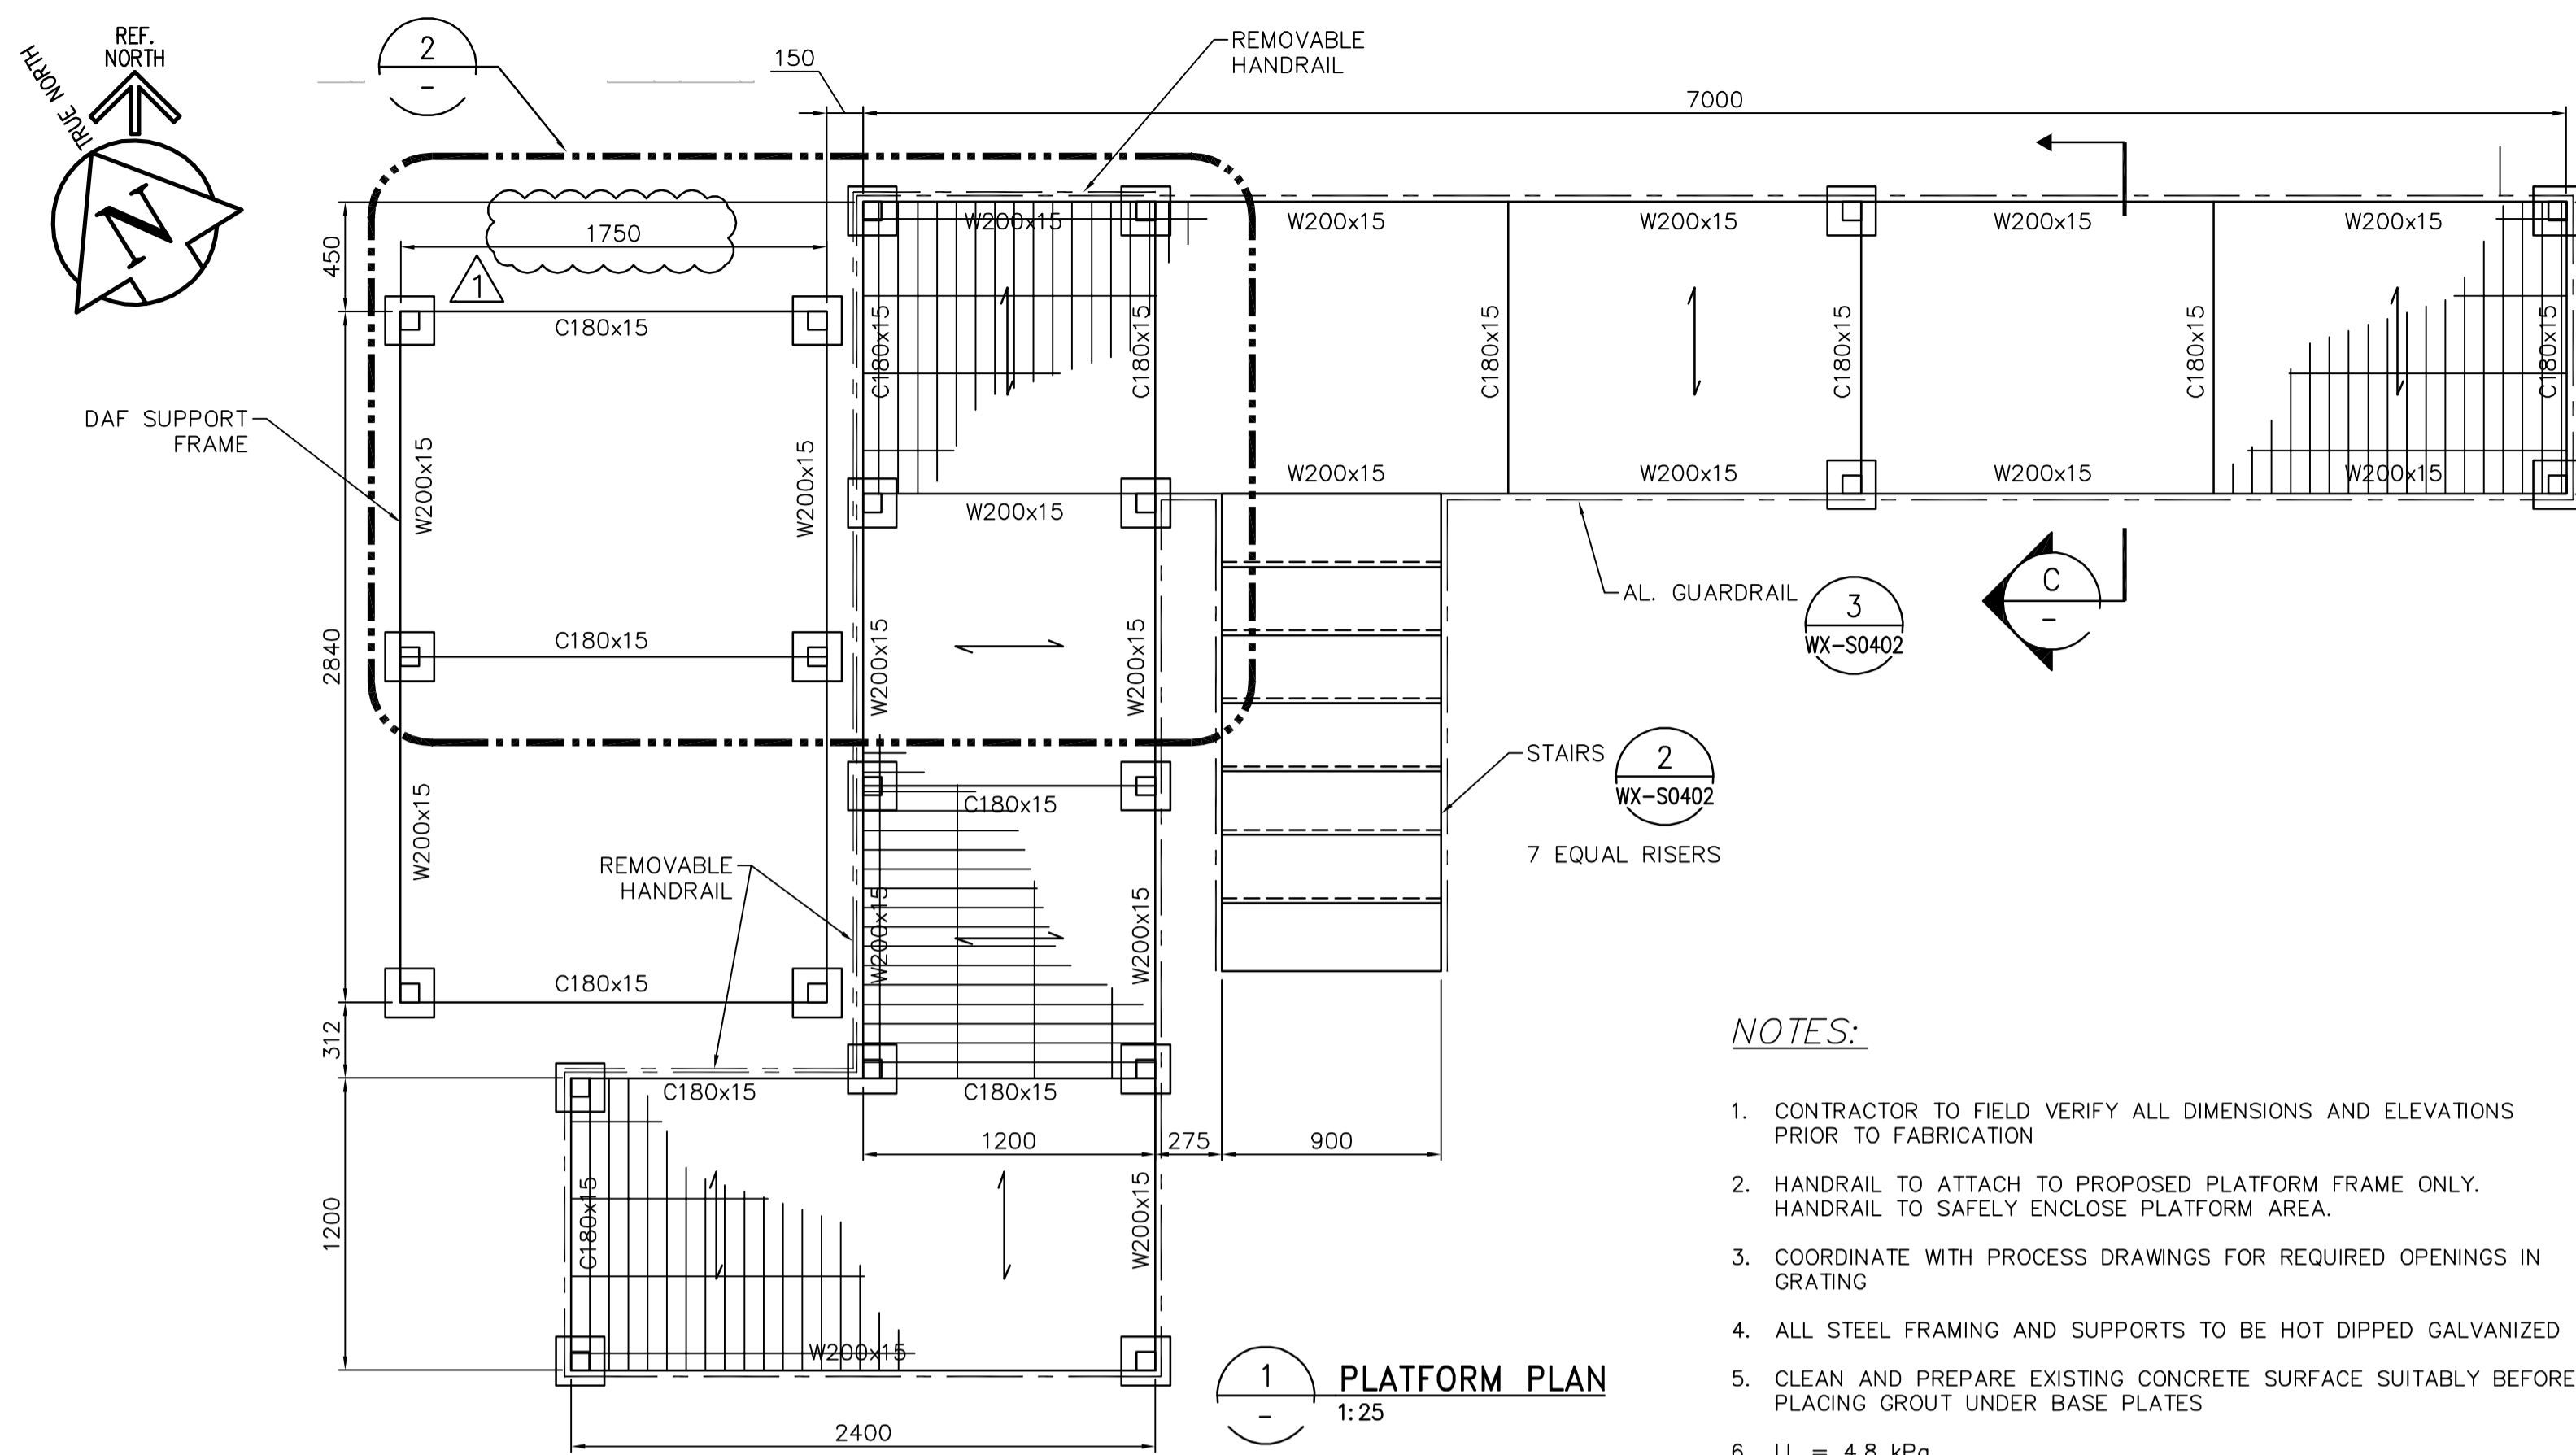 REF.
NORTH
TRUE NORTH
N
2
-
150
REMOVABLE
HANDRAIL
7000
450
1750
1
W200x15
W200x15
W200x15
W200x15
W200x15
C180x15
C180x15
C180x15
C180x15
C180x15
C180x15
C180x15
DAF SUPPORT
FRAME
W200x15
W200x15
W200x15
W200x15
W200x15
W200x15
W200x15
AL. GUARDRAIL
3
WX-S0402
C
-
2840
C180x15
W200x15
W200x15
STAIRS
2
WX-S0402
7 EQUAL RISERS
W200x15
C180x15
REMOVABLE
HANDRAIL
W200x15
W200x15
C180x15
312
C180x15
C180x15
1200
275
900
1200
C180x15
W200x15
W200x15
2400
1
-
PLATFORM PLAN
1:25
NOTES:
1. CONTRACTOR TO FIELD VERIFY ALL DIMENSIONS AND ELEVATIONS
PRIOR TO FABRICATION
2. HANDRAIL TO ATTACH TO PROPOSED PLATFORM FRAME ONLY.
HANDRAIL TO SAFELY ENCLOSE PLATFORM AREA.
3. COORDINATE WITH PROCESS DRAWINGS FOR REQUIRED OPENINGS IN
GRATING
4. ALL STEEL FRAMING AND SUPPORTS TO BE HOT DIPPED GALVANIZED
5. CLEAN AND PREPARE EXISTING CONCRETE SURFACE SUITABLY BEFORE
PLACING GROUT UNDER BASE PLATES
= 4.8 kPa